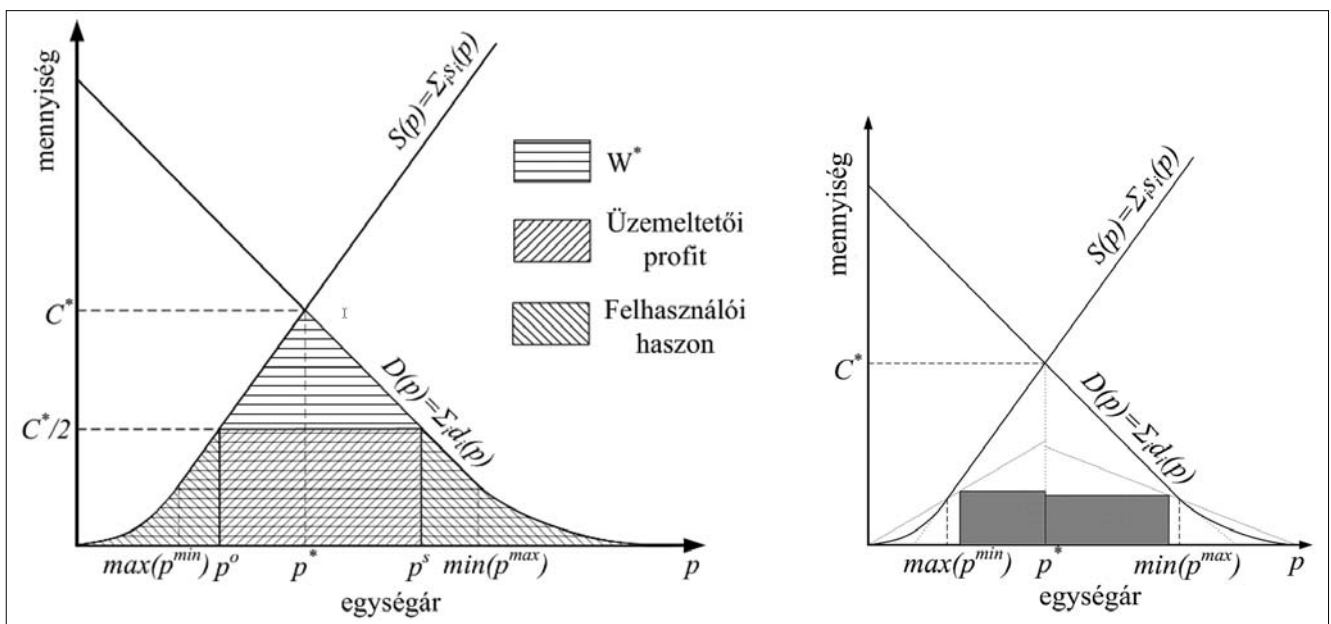 mennyiség
S(p)=Σᵢsᵢ(p)
W*
Üzemeltetői
profit
Felhasználói
haszon
C*
D(p)=Σᵢdᵢ(p)
C*/2
max(p^min) p^o p* p^s min(p^max) p
egységár
mennyiség
S(p)=Σᵢsᵢ(p)
C*
D(p)=Σᵢdᵢ(p)
max(p^min) p* min(p^max) p
egységár